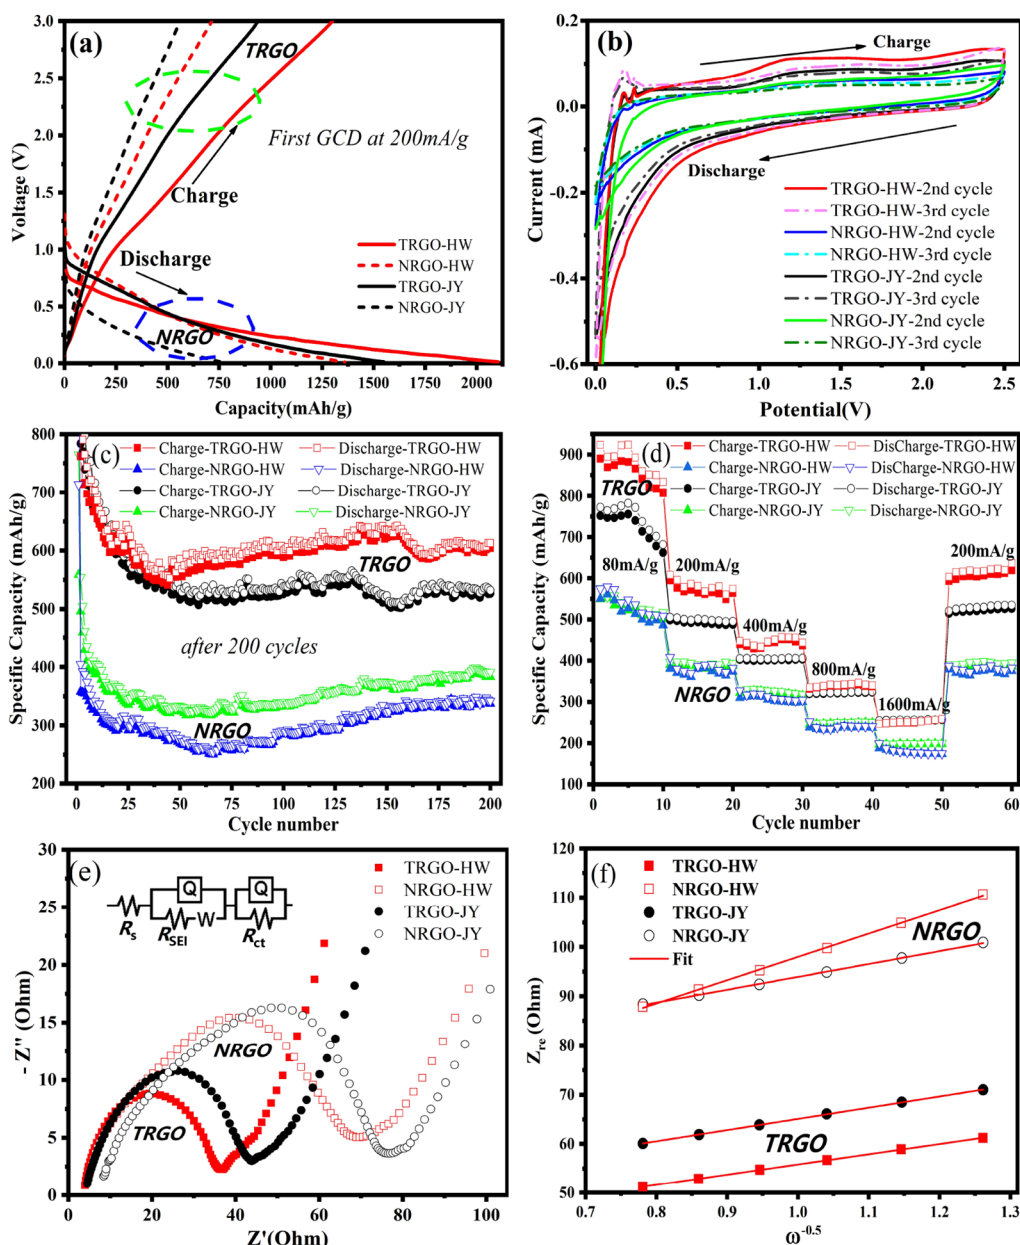 (a)
3.0
2.5
2.0
1.5
1.0
0.5
0.0
Voltage (V)
TRGO
First GCD at 200mA/g
Charge
Discharge
NRGO
TRGO-HW
NRGO-HW
TRGO-JY
NRGO-JY
0 250 500 750 1000 1250 1500 2000
Capacity(mAh/g)
(b)
0.2
0.0
-0.2
-0.4
-0.6
Current (mA)
Charge
Discharge
TRGO-HW-2nd cycle
TRGO-HW-3rd cycle
NRGO-HW-2nd cycle
NRGO-HW-3rd cycle
TRGO-JY-2nd cycle
TRGO-JY-3rd cycle
NRGO-JY-2nd cycle
NRGO-JY-3rd cycle
0.0 0.5 1.0 1.5 2.0 2.5
Potential(V)
(c)
800
700
600
500
400
300
200
Specific Capacity (mAh/g)
Charge-TRGO-HW
Charge-NRGO-HW
Charge-TRGO-JY
Charge-NRGO-JY
Discharge-TRGO-HW
Discharge-NRGO-HW
Discharge-TRGO-JY
Discharge-NRGO-JY
TRGO
after 200 cycles
NRGO
0 25 50 75 100 125 150 175 200
Cycle number
(d)
900
800
700
600
500
400
300
200
100
Specific Capacity (mAh/g)
Charge-TRGO-HW
Charge-NRGO-HW
Charge-TRGO-JY
Charge-NRGO-JY
DisCharge-TRGO-HW
DisCharge-NRGO-HW
Discharge-TRGO-JY
Discharge-NRGO-JY
TRGO
80mA/g
200mA/g
400mA/g
800mA/g
1600mA/g
200mA/g
NRGO
0 10 20 30 40 50 60
Cycle number
(e)
30
25
20
15
10
5
0
- Z'' (Ohm)
Q
Q
Rs
RSEI
W
Rct
TRGO-HW
NRGO-HW
TRGO-JY
NRGO-JY
NRGO
TRGO
0 20 40 60 80 100
Z'(Ohm)
(f)
110
100
90
80
70
60
50
Zre (Ohm)
TRGO-HW
NRGO-HW
TRGO-JY
NRGO-JY
Fit
NRGO
TRGO
0.7 0.8 0.9 1.0 1.1 1.2 1.3
ω-0.5